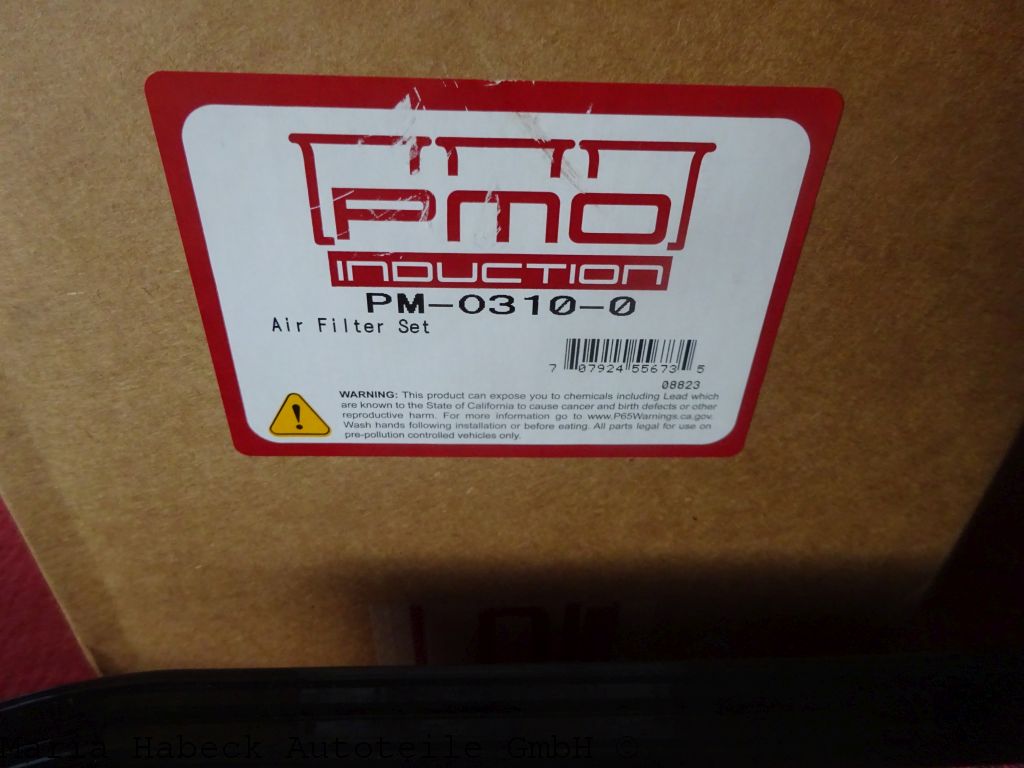 PMO
INDUCTION
PM-O310-0
Air Filter Set
7 07924 55673 5
08823
WARNING: This product can expose you to chemicals including Lead which
are known to the State of California to cause cancer and birth defects or other
reproductive harm. For more information go to www.P65Warnings.ca.gov.
Wash hands following installation or before eating. All parts legal for use on
pre-pollution controlled vehicles only.
Maria Habeck Autoteile GmbH ©